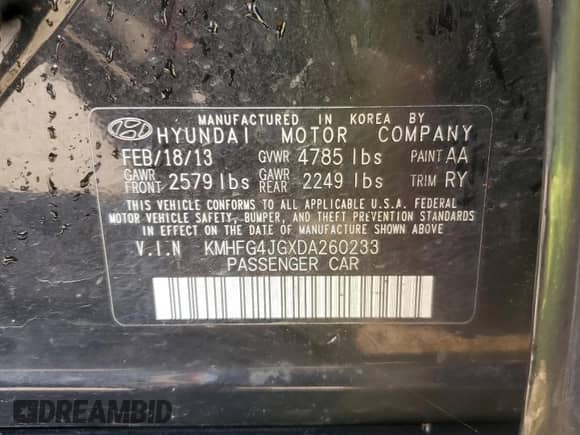 MANUFACTURED IN KOREA BY
HYUNDAI MOTOR COMPANY
FEB/18/13 GVWR 4785 lbs PAINT AA
GAWR FRONT 2579 lbs GAWR REAR 2249 lbs TRIM RY
THIS VEHICLE CONFORMS TO ALL APPLICABLE U.S.A. FEDERAL
MOTOR VEHICLE SAFETY, BUMPER, AND THEFT PREVENTION STANDARDS
IN EFFECT ON THE DATE OF MANUFACTURE SHOWN ABOVE
V.I.N KMHFG4JGXDA260233
PASSENGER CAR
DREAMBID